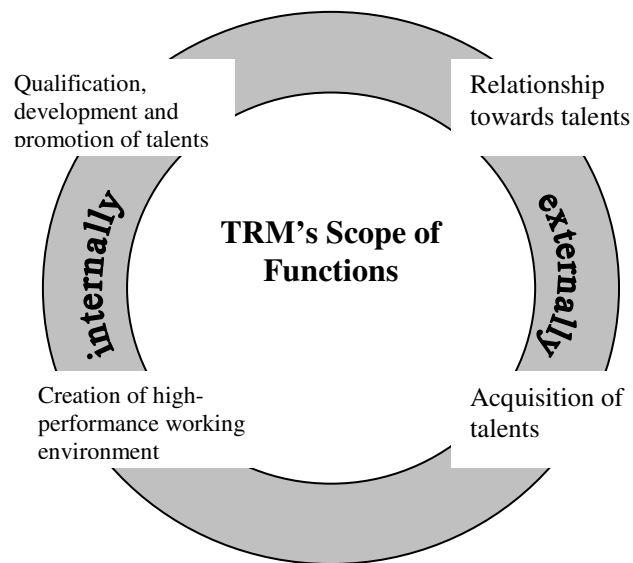 Qualification,
development and
promotion of talents
Relationship
towards talents
internally
TRM's Scope of
Functions
externally
Creation of high-
performance working
environment
Acquisition of
talents